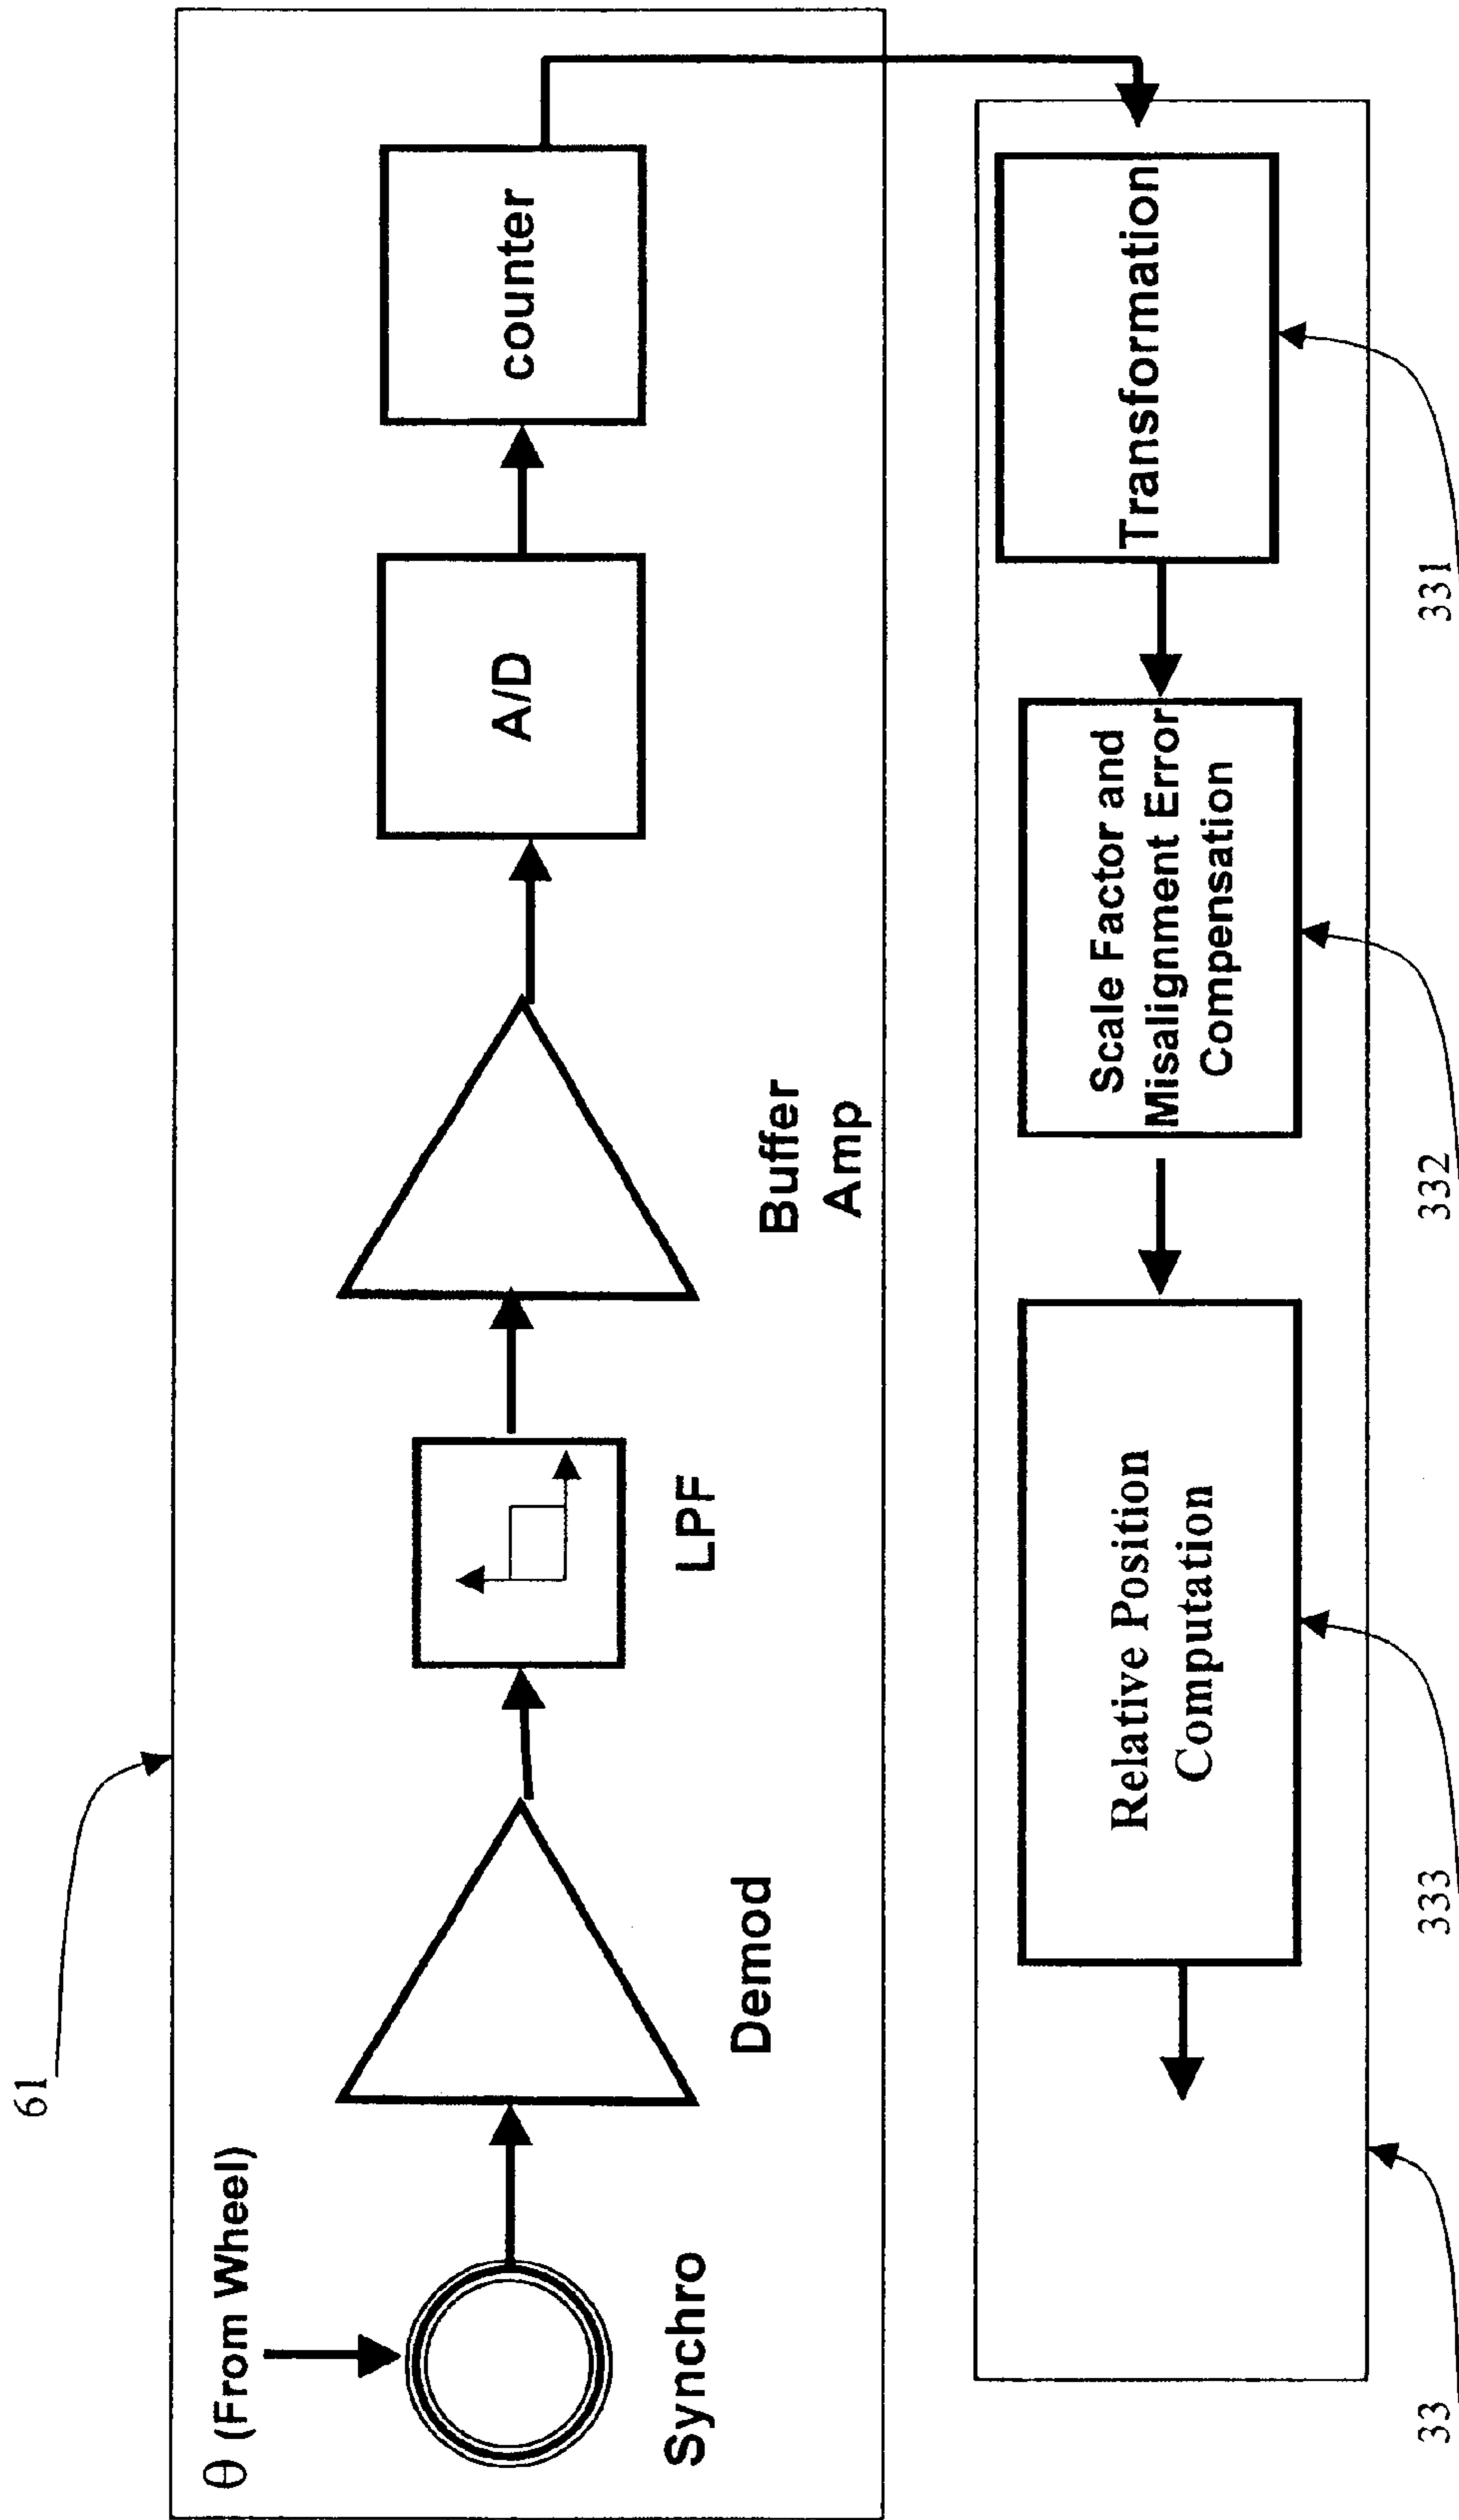 61
θ (From Wheel)
Synchro
Demod
LPF
Buffer
Amp
A/D
counter
Transformation
Scale Factor and
Misalignment Error
Compensation
Relative Position
Computation
33
333
332
331